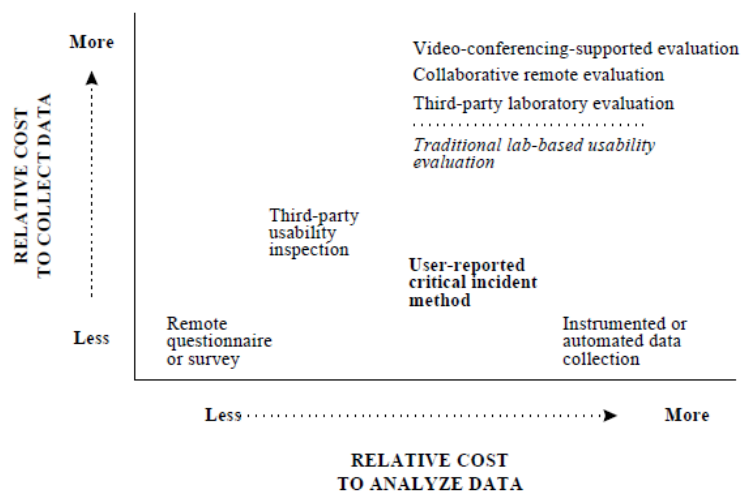 More
Video-conferencing-supported evaluation
Collaborative remote evaluation
Third-party laboratory evaluation
Traditional lab-based usability
evaluation
RELATIVE COST
TO COLLECT DATA
Third-party
usability
inspection
User-reported
critical incident
method
Less
Remote
questionnaire
or survey
Instrumented or
automated data
collection
Less
More
RELATIVE COST
TO ANALYZE DATA